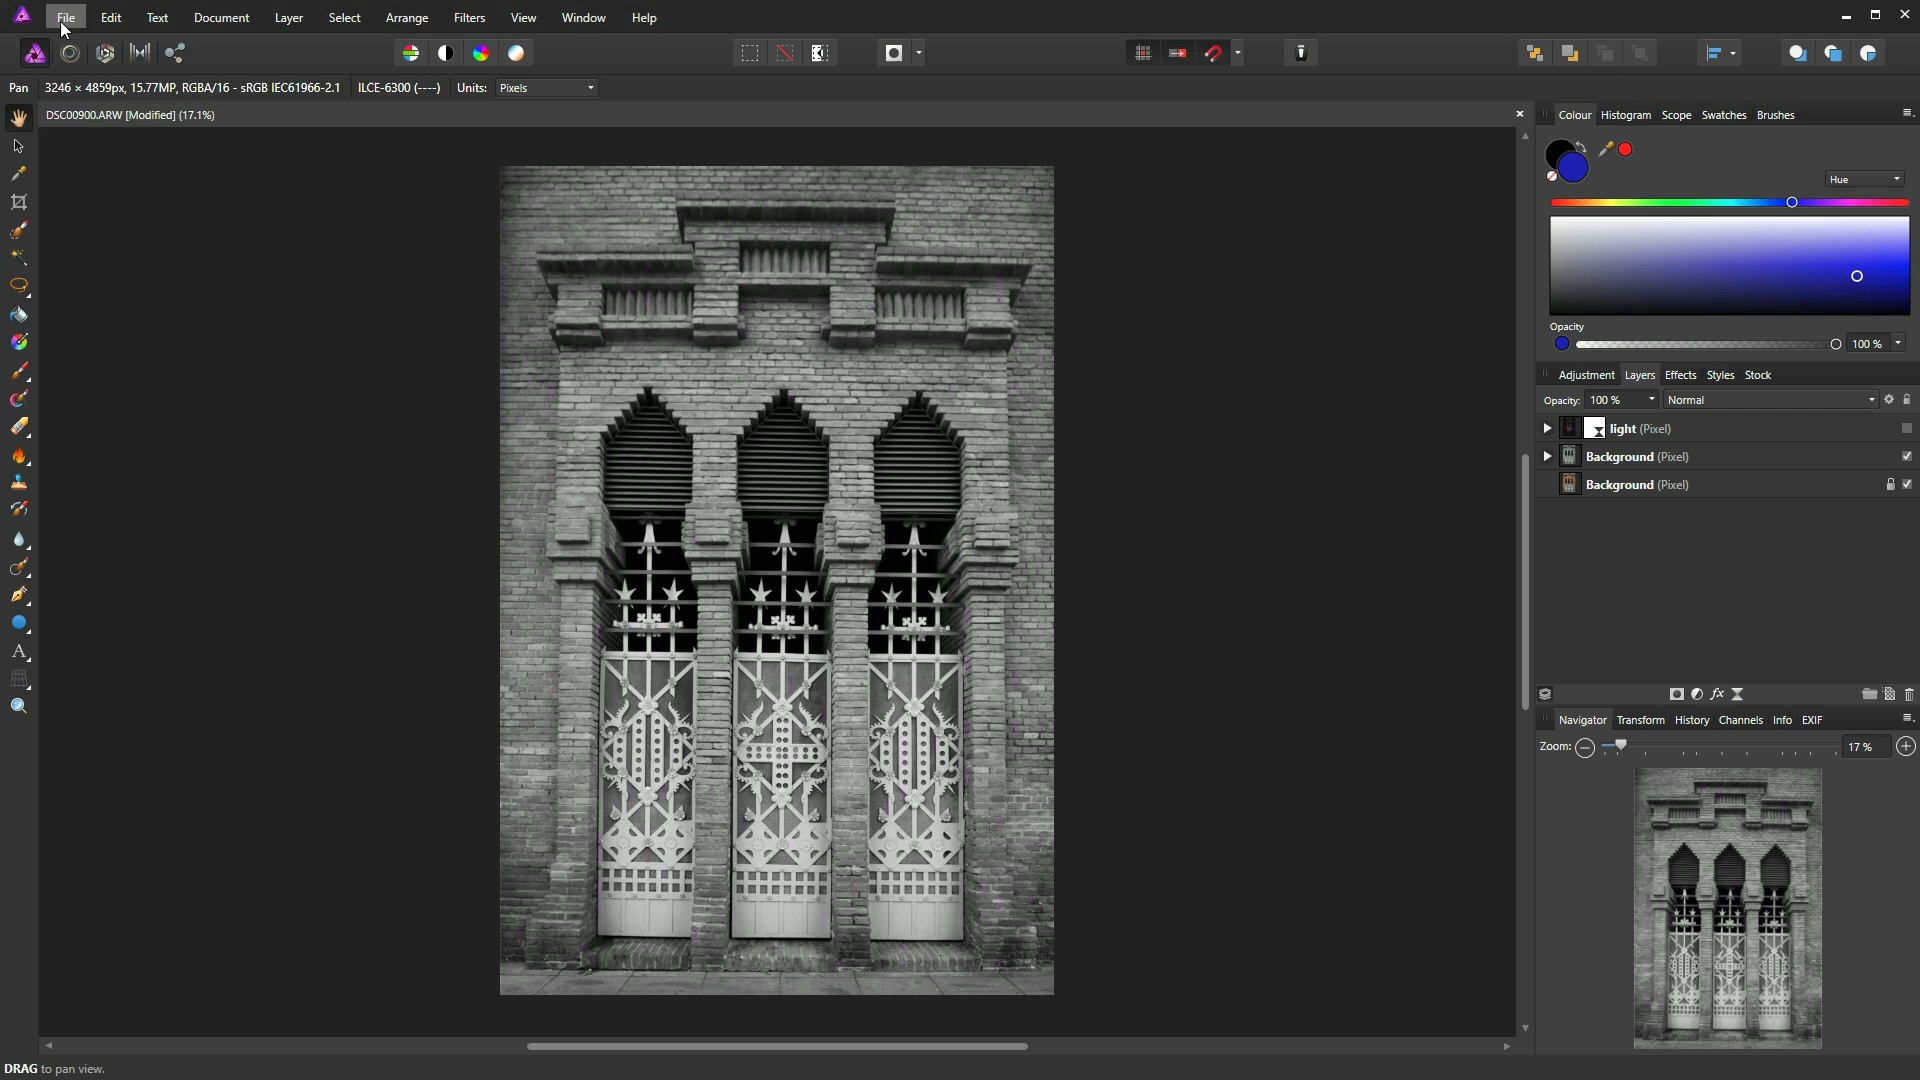 File Edit Text Document Layer Select Arrange Filters View Window Help
Pan 3246 × 4859px, 15.77MP, RGBA/16 - sRGB IEC61966-2.1 ILCE-6300 (----) Units: Pixels
DSC00900.ARW [Modified] (17.1%)
Colour Histogram Scope Swatches Brushes
Hue
Opacity
100 %
Adjustment Layers Effects Styles Stock
Opacity: 100 % Normal
light (Pixel)
Background (Pixel)
Background (Pixel)
fx
Navigator Transform History Channels Info EXIF
Zoom: 17 %
A
DRAG to pan view.